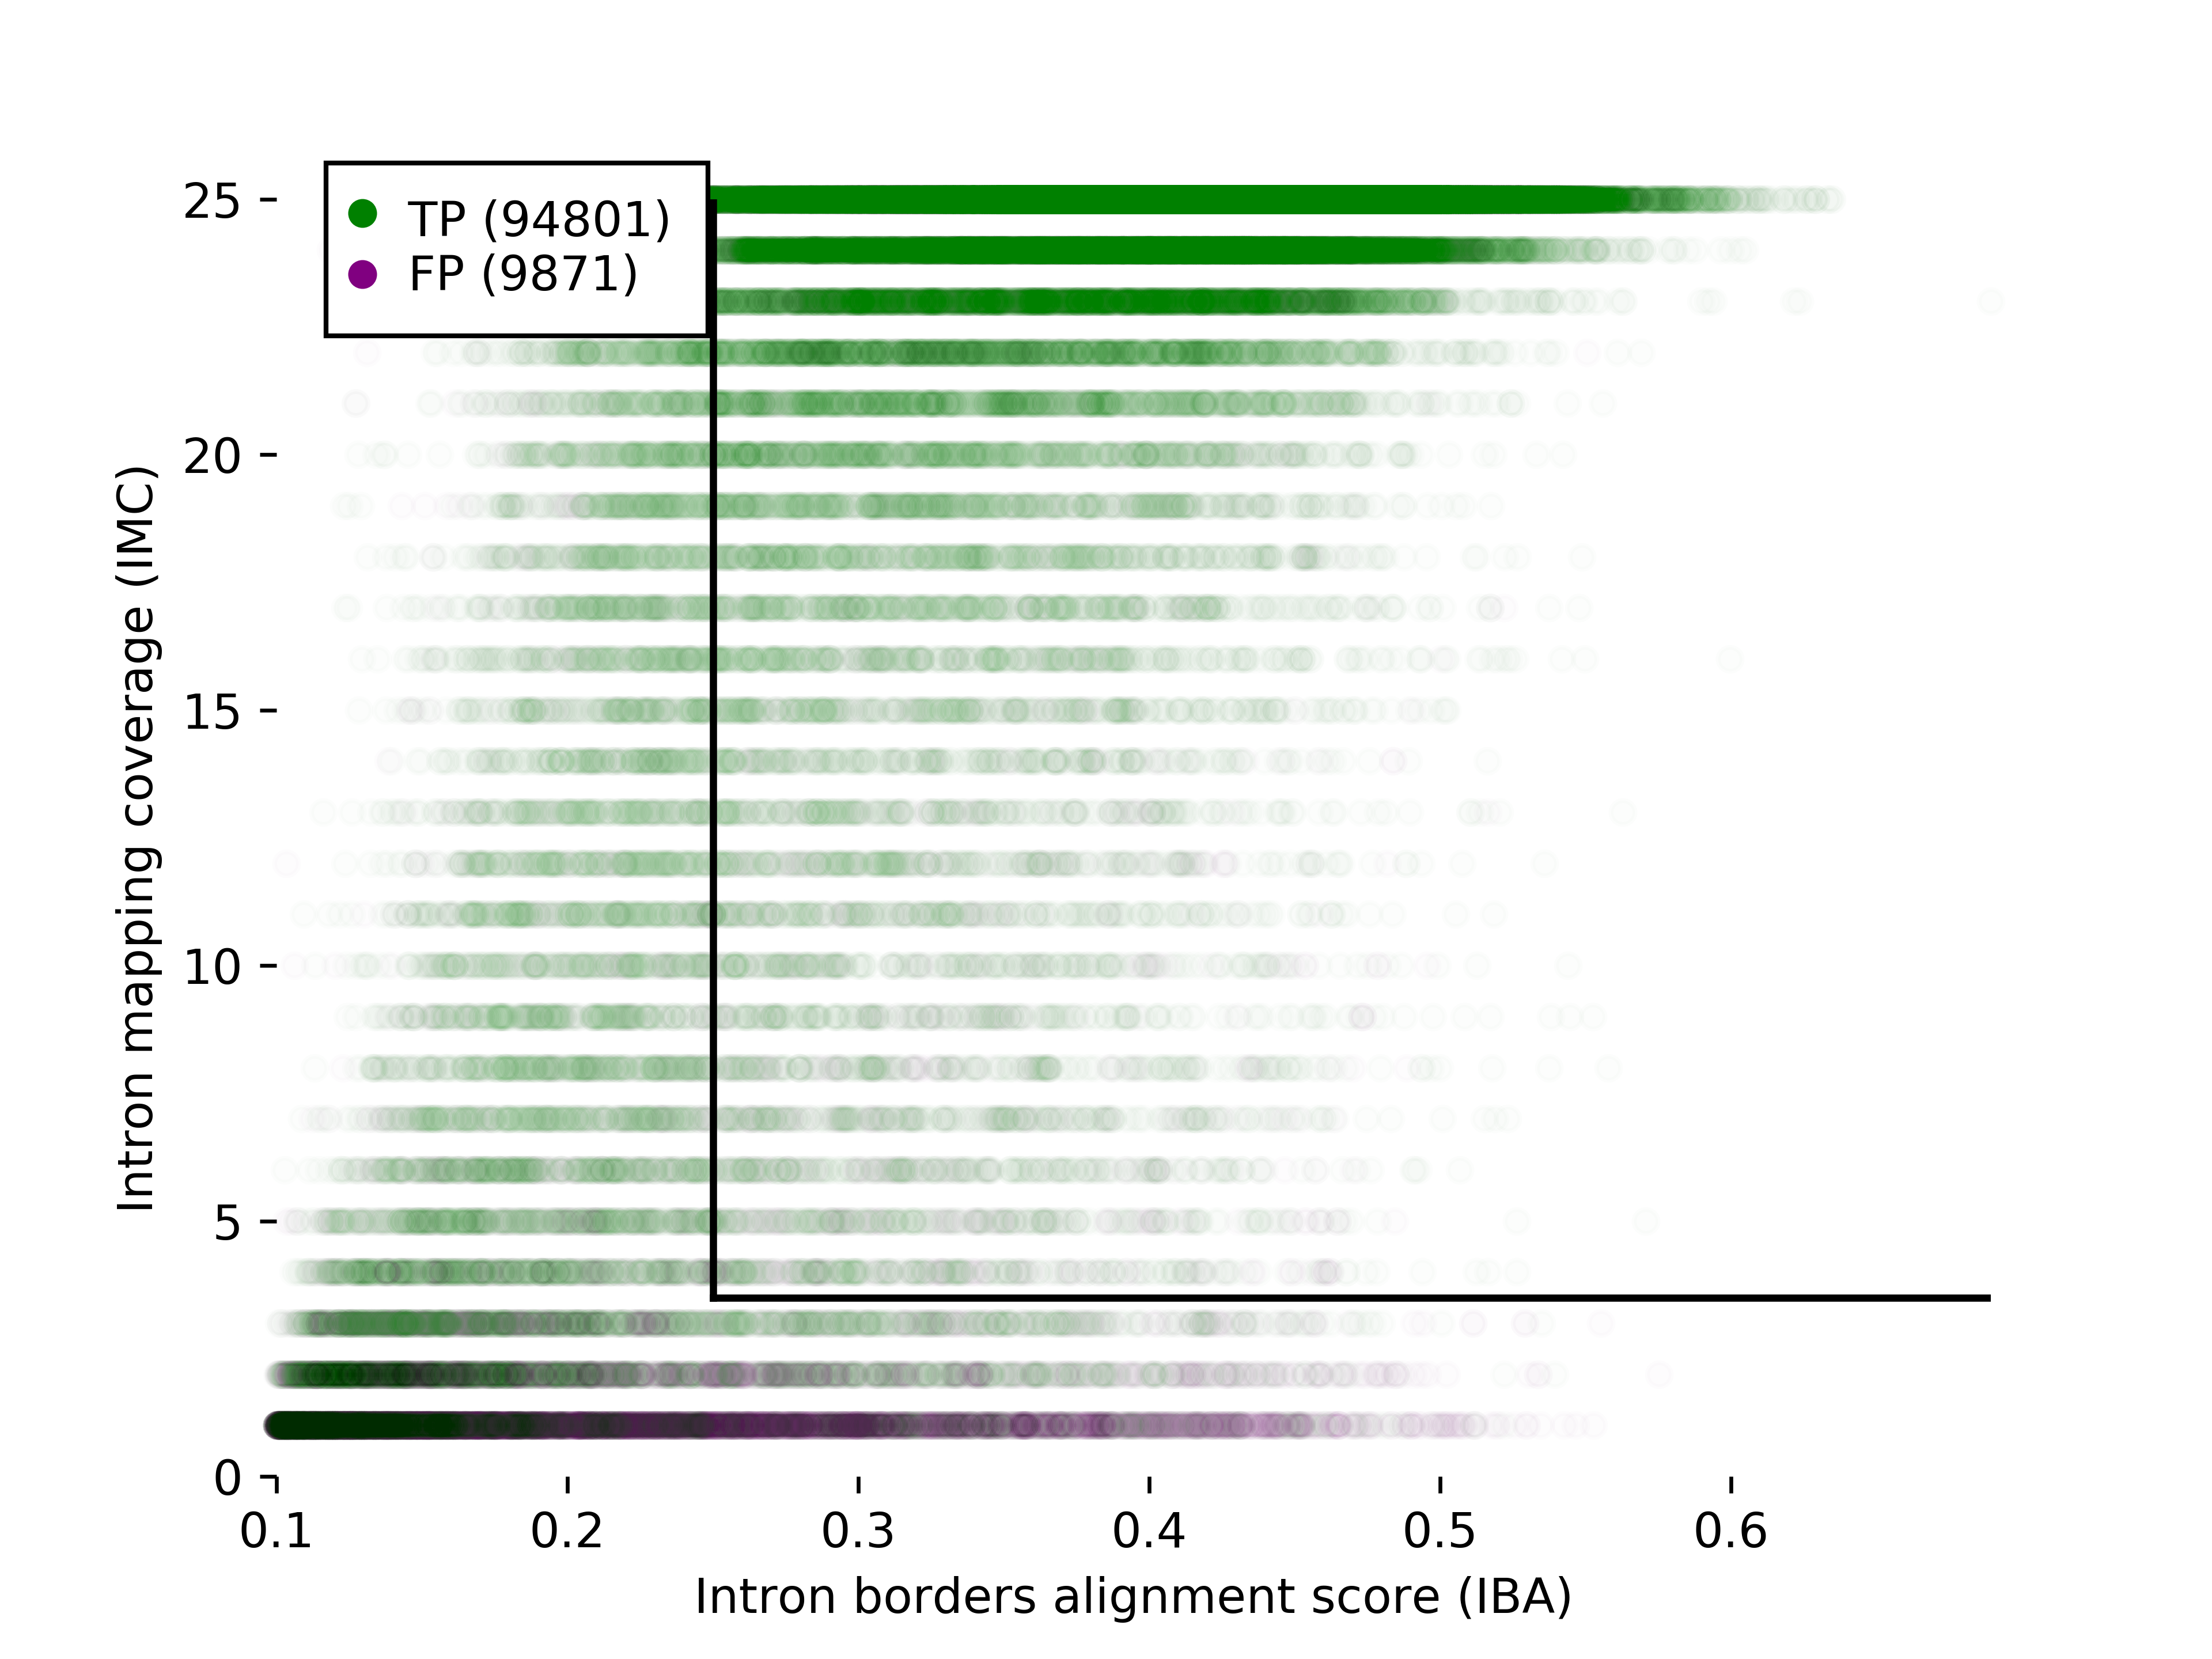 TP (94801)
FP (9871)
Intron mapping coverage (IMC)
25
20
15
10
5
0
0.1 0.2 0.3 0.4 0.5 0.6
Intron borders alignment score (IBA)